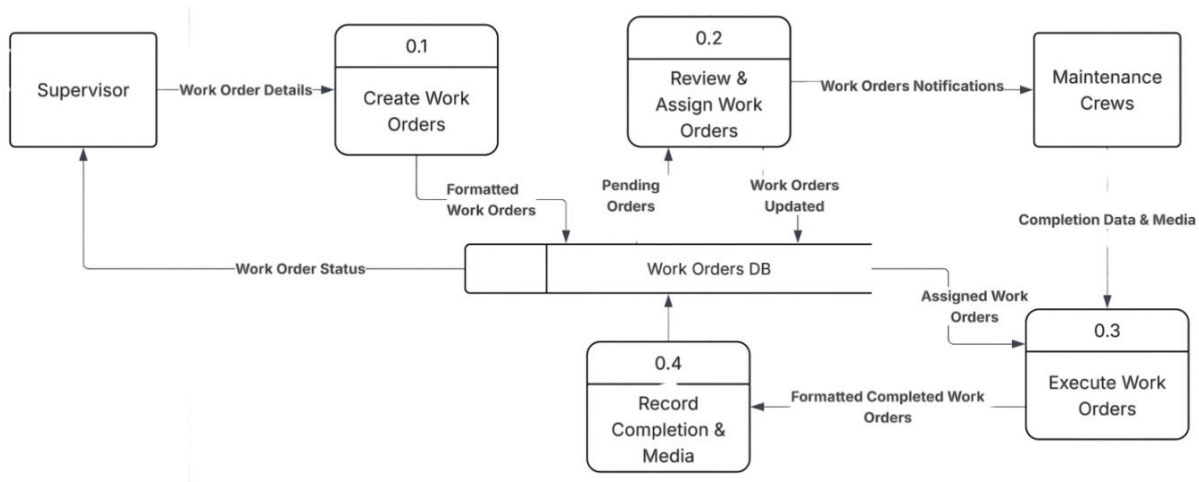 Supervisor
Work Order Details
0.1
Create Work
Orders
0.2
Review &
Assign Work
Orders
Work Orders Notifications
Maintenance
Crews
Formatted
Work Orders
Pending
Orders
Work Orders
Updated
Completion Data & Media
Work Order Status
Work Orders DB
Assigned Work
Orders
0.3
Execute Work
Orders
0.4
Record
Completion &
Media
Formatted Completed Work
Orders